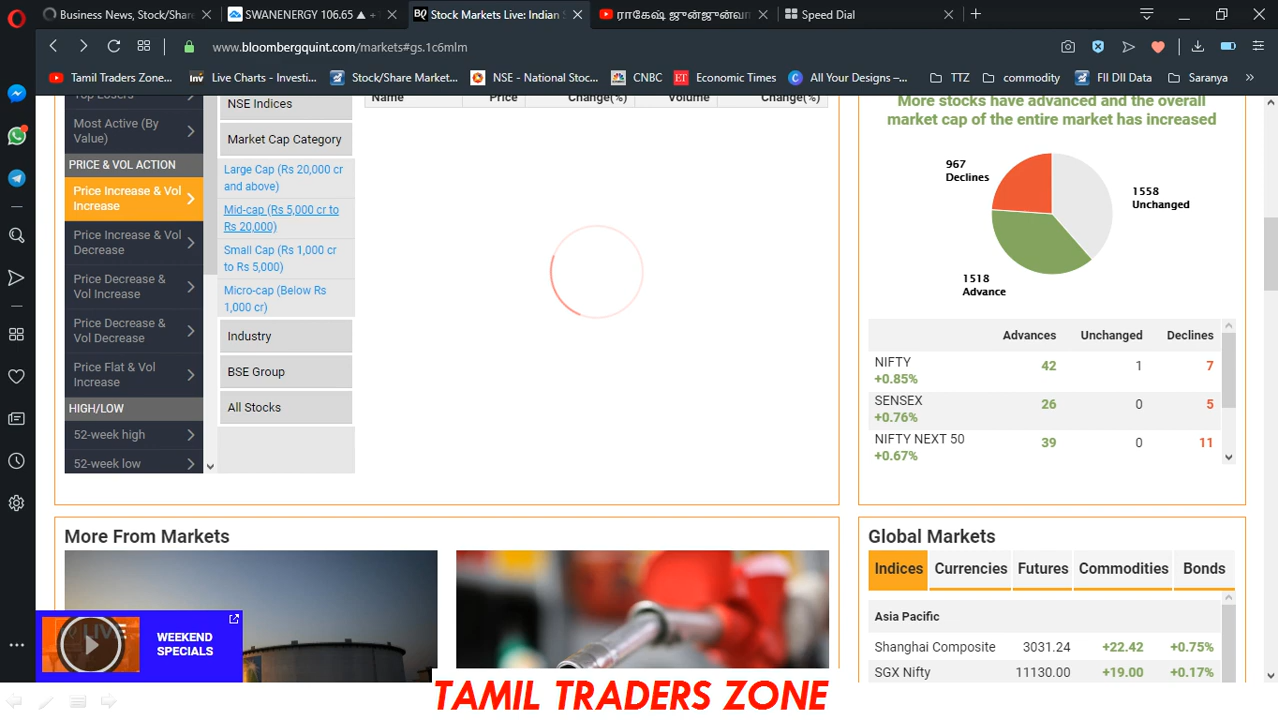 Business News, Stock/Share
SWANENERGY 106.65 ▲ +1
BQ Stock Markets Live: Indian S
ராகேஷ் ஜுன்ஜுன்வா
Speed Dial
www.bloombergquint.com/markets#gs.1c6mlm
Tamil Traders Zone...
Inv Live Charts - Investi...
Stock/Share Market...
NSE - National Stoc...
CNBC
ET Economic Times
C All Your Designs –...
TTZ
commodity
FII DII Data
Saranya
»
Top Losers
Most Active (By
Value)
PRICE & VOL ACTION
Price Increase & Vol
Increase
Price Increase & Vol
Decrease
Price Decrease &
Vol Increase
Price Decrease &
Vol Decrease
Price Flat & Vol
Increase
HIGH/LOW
52-week high
52-week low
NSE Indices
Market Cap Category
Large Cap (Rs 20,000 cr
and above)
Mid-cap (Rs 5,000 cr to
Rs 20,000)
Small Cap (Rs 1,000 cr
to Rs 5,000)
Micro-cap (Below Rs
1,000 cr)
Industry
BSE Group
All Stocks
Name Price Change(%) Volume Change(%)
More stocks have advanced and the overall
market cap of the entire market has increased
967
Declines
1558
Unchanged
1518
Advance
Advances Unchanged Declines
NIFTY 42 1 7
+0.85%
SENSEX 26 0 5
+0.76%
NIFTY NEXT 50 39 0 11
+0.67%
More From Markets
LIVE
WEEKEND
SPECIALS
Global Markets
Indices Currencies Futures Commodities Bonds
Asia Pacific
Shanghai Composite 3031.24 +22.42 +0.75%
SGX Nifty 11130.00 +19.00 +0.17%
TAMIL TRADERS ZONE